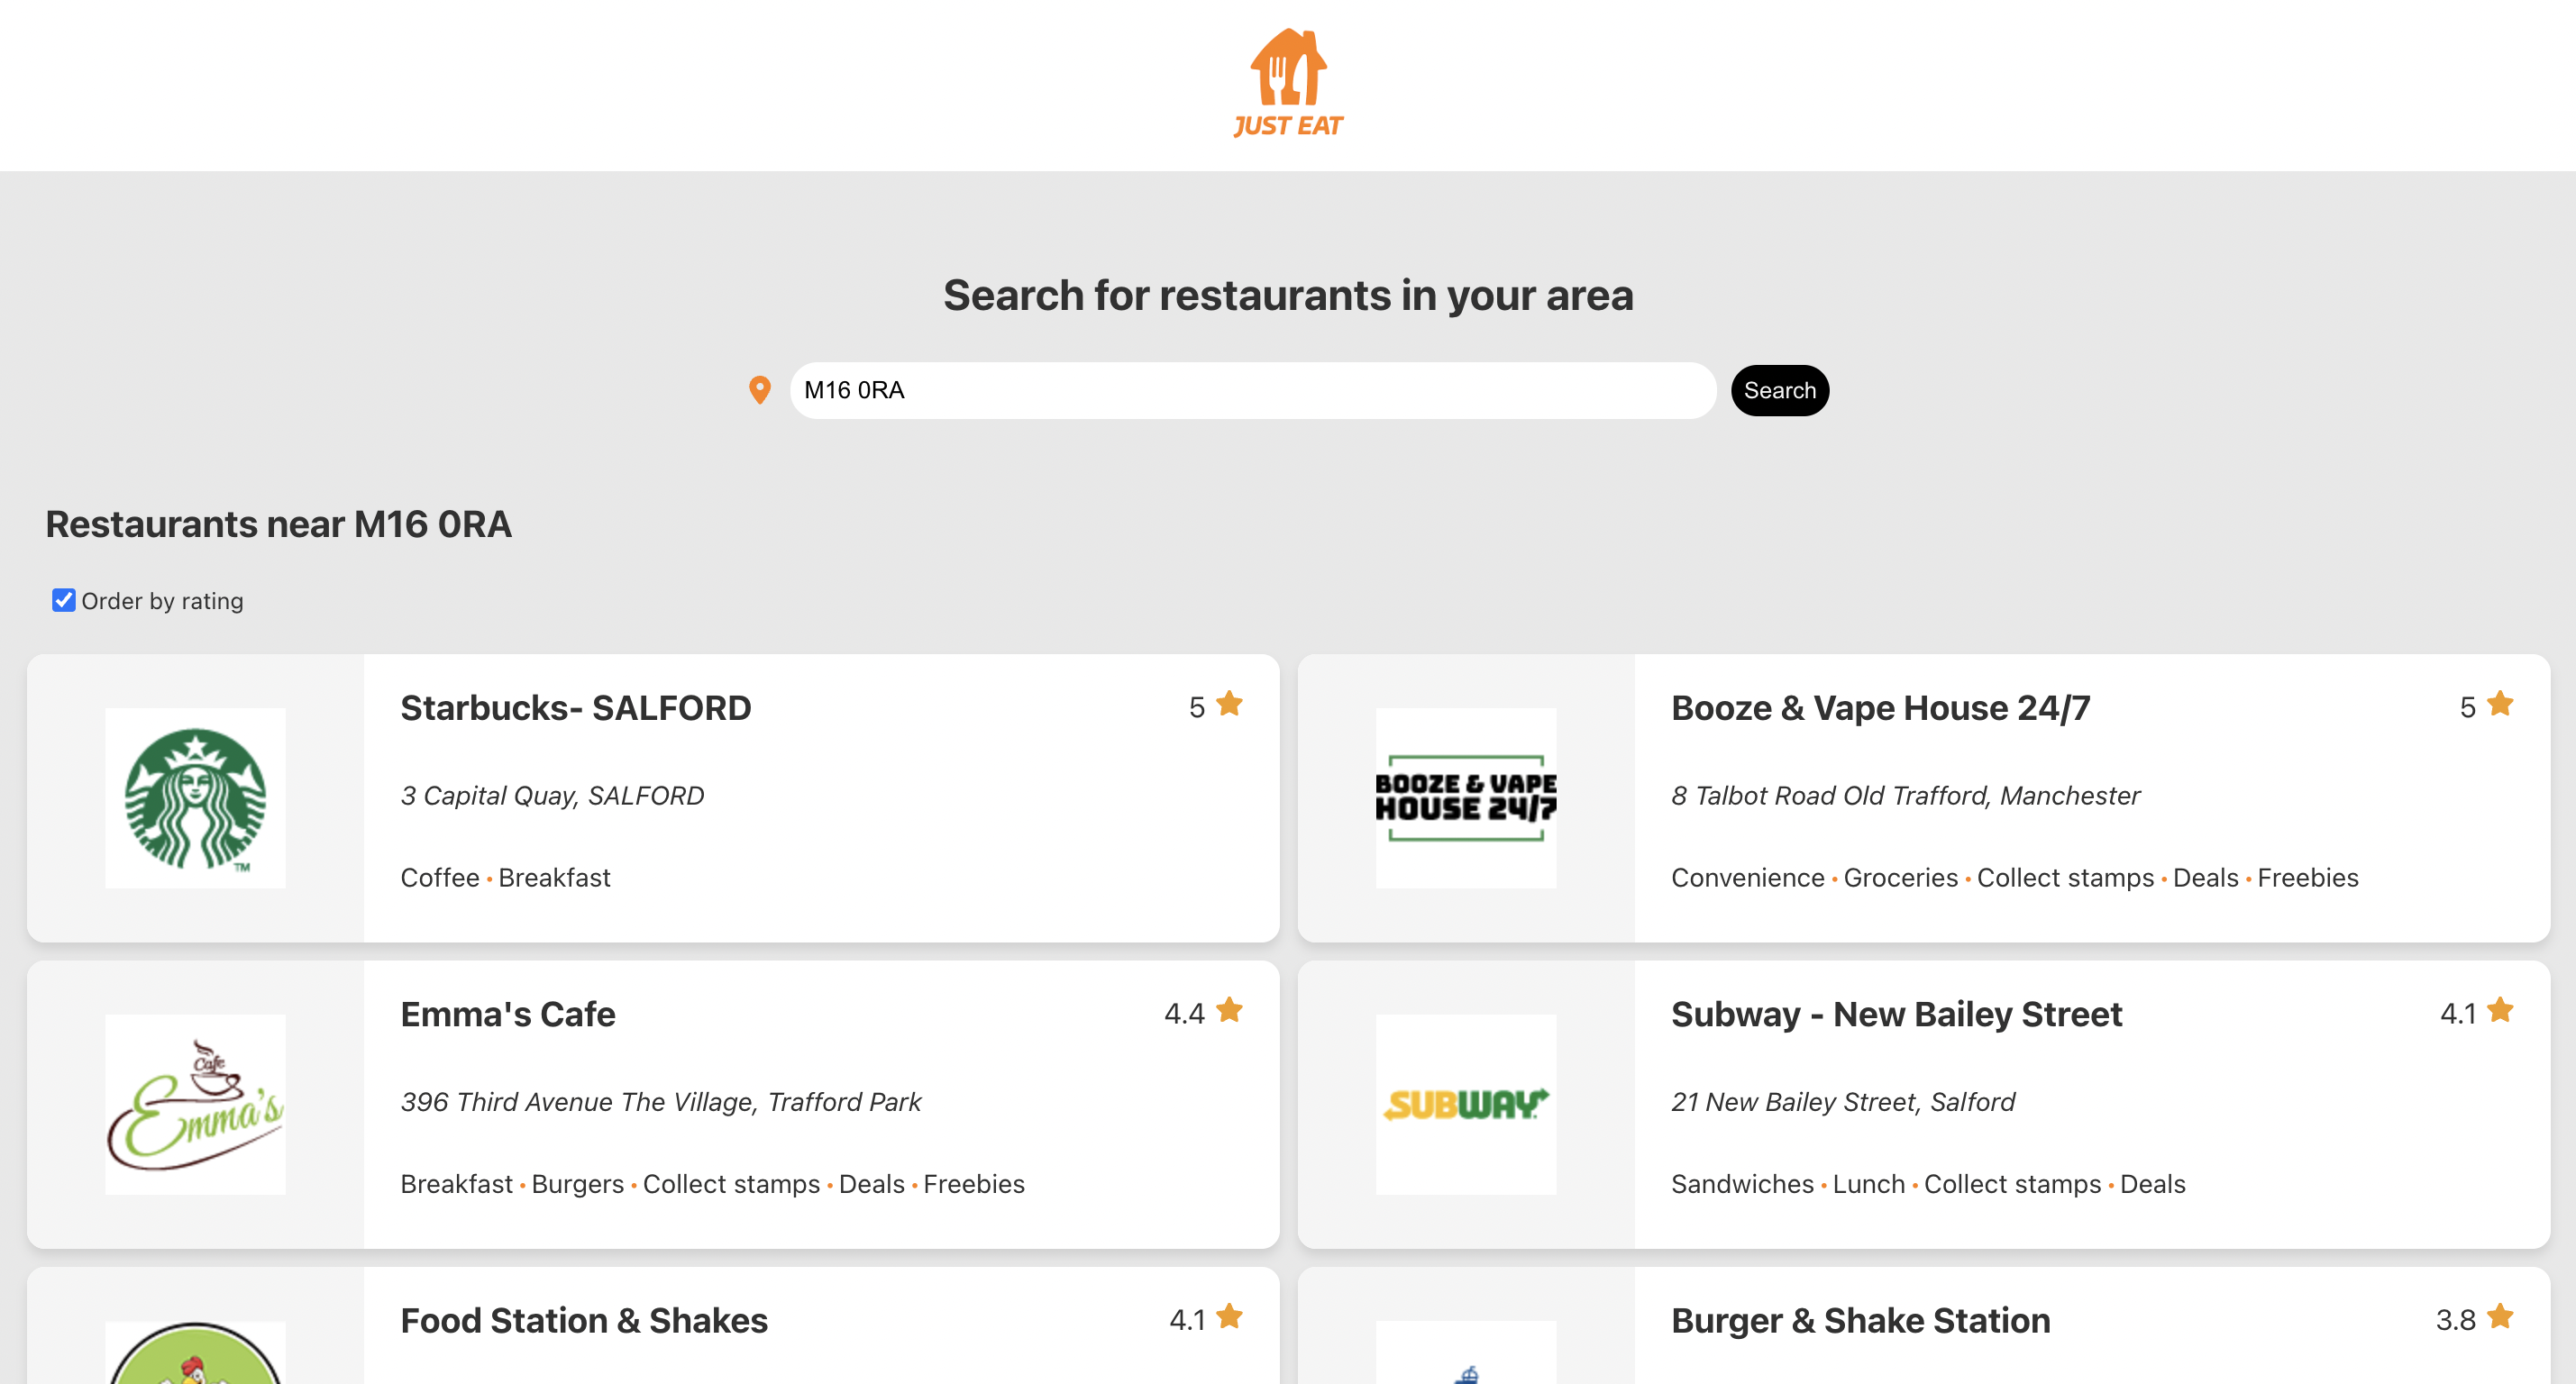 JUST EAT
Search for restaurants in your area
M16 0RA
Search
Restaurants near M16 0RA
Order by rating
Starbucks- SALFORD
5
3 Capital Quay, SALFORD
Coffee • Breakfast
TM
Booze & Vape House 24/7
5
BOOZE & VAPE
HOUSE 24/7
8 Talbot Road Old Trafford, Manchester
Convenience • Groceries • Collect stamps • Deals • Freebies
Emma's Cafe
4.4
Cafe
Emma's
396 Third Avenue The Village, Trafford Park
Breakfast • Burgers • Collect stamps • Deals • Freebies
Subway - New Bailey Street
4.1
SUBWAY
21 New Bailey Street, Salford
Sandwiches • Lunch • Collect stamps • Deals
Food Station & Shakes
4.1
Burger & Shake Station
3.8